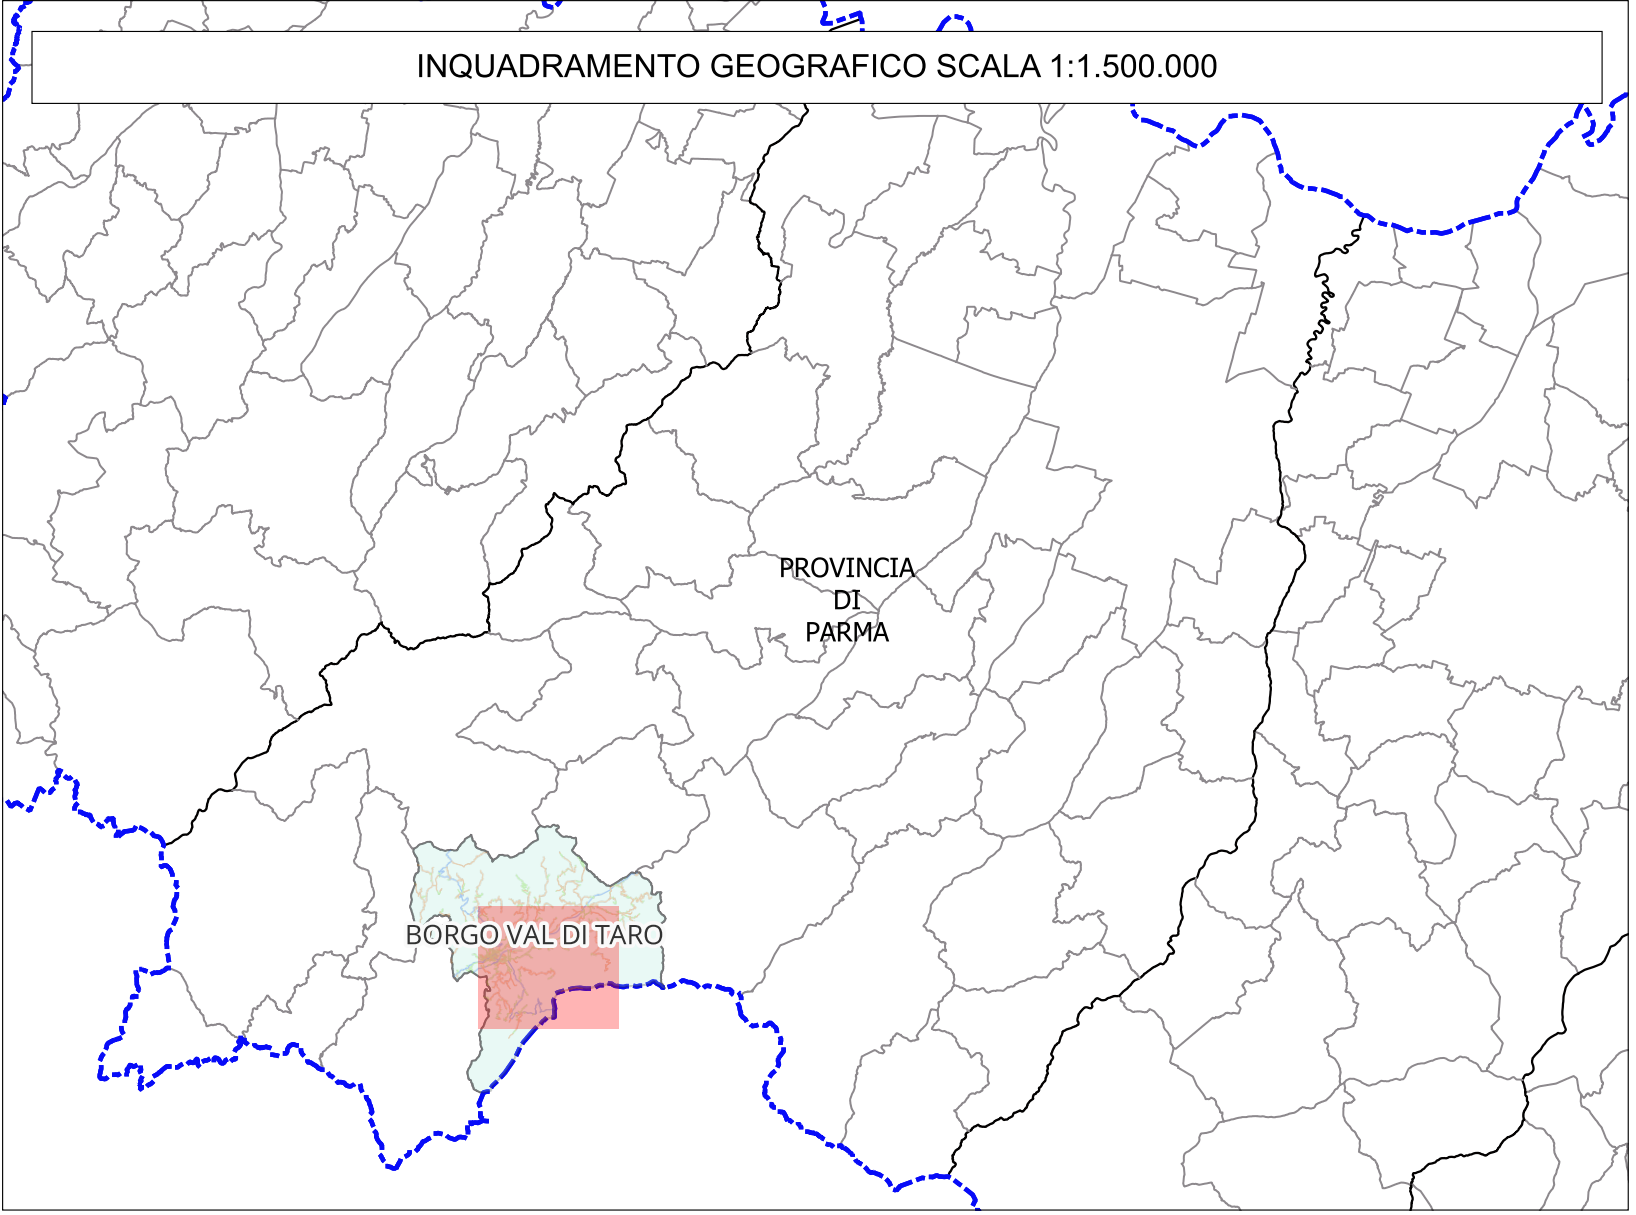 INQUADRAMENTO GEOGRAFICO SCALA 1:1.500.000
PROVINCIA
DI
PARMA
BORGO VAL DI TARO